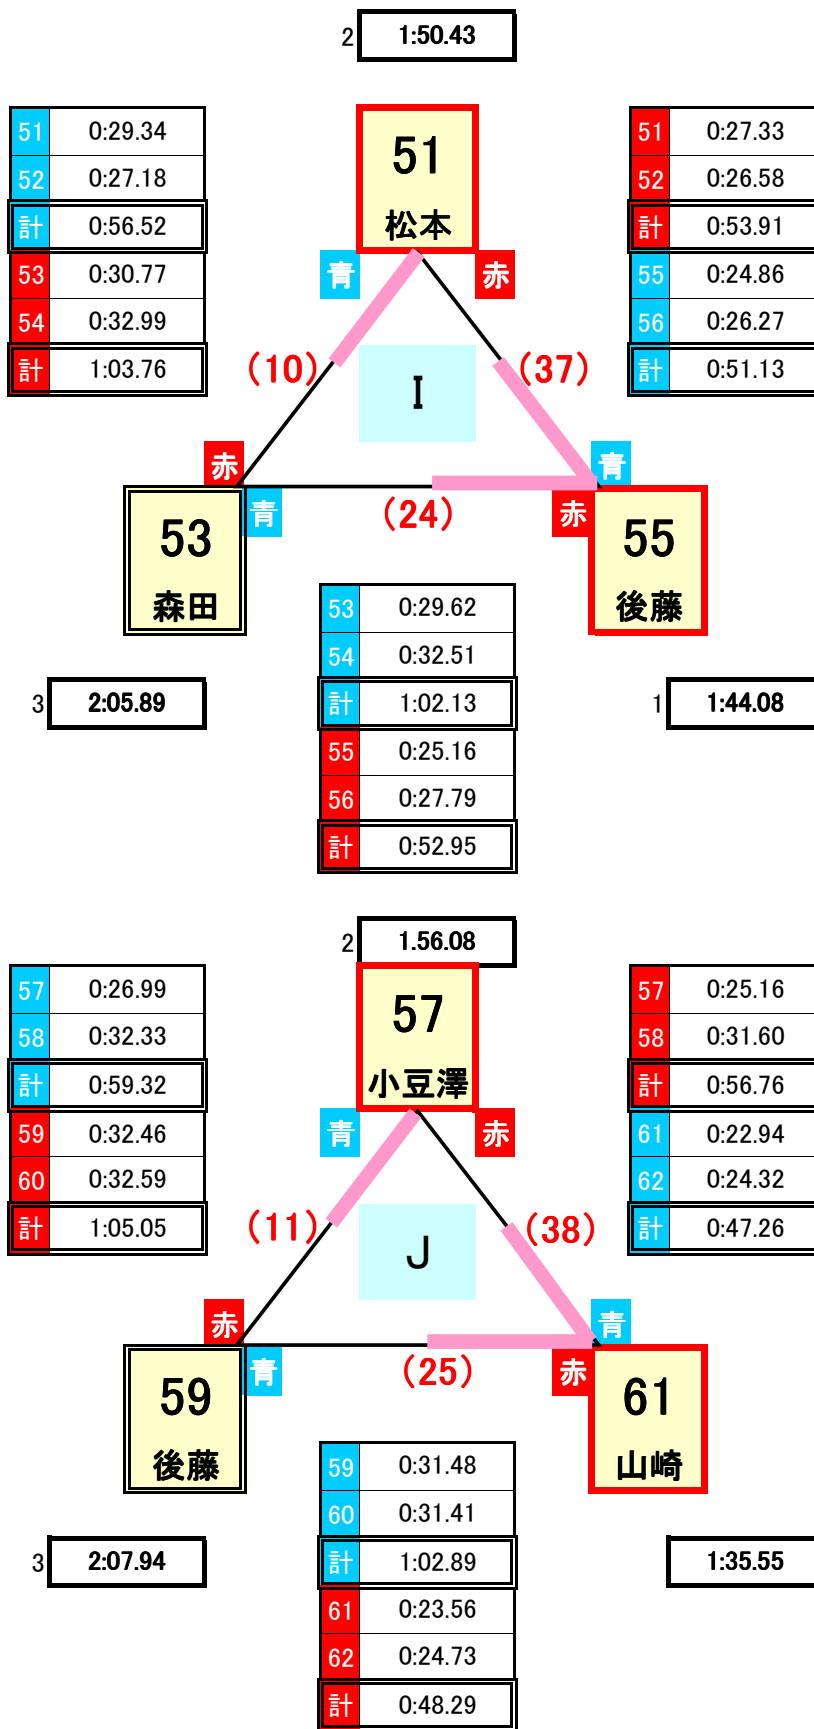 2 1:50.43
51 0:29.34
52 0:27.18
計 0:56.52
53 0:30.77
54 0:32.99
計 1:03.76
51
松本
51 0:27.33
52 0:26.58
計 0:53.91
55 0:24.86
56 0:26.27
計 0:51.13
青 赤
(10) I (37)
赤 青
青 (24) 赤
53
森田
55
後藤
53 0:29.62
54 0:32.51
計 1:02.13
55 0:25.16
56 0:27.79
計 0:52.95
3 2:05.89
1 1:44.08
2 1.56.08
57 0:26.99
58 0:32.33
計 0:59.32
59 0:32.46
60 0:32.59
計 1:05.05
57
小豆澤
57 0:25.16
58 0:31.60
計 0:56.76
61 0:22.94
62 0:24.32
計 0:47.26
青 赤
(11) J (38)
赤 青
青 (25) 赤
59
後藤
61
山崎
59 0:31.48
60 0:31.41
計 1:02.89
61 0:23.56
62 0:24.73
計 0:48.29
3 2:07.94
1:35.55